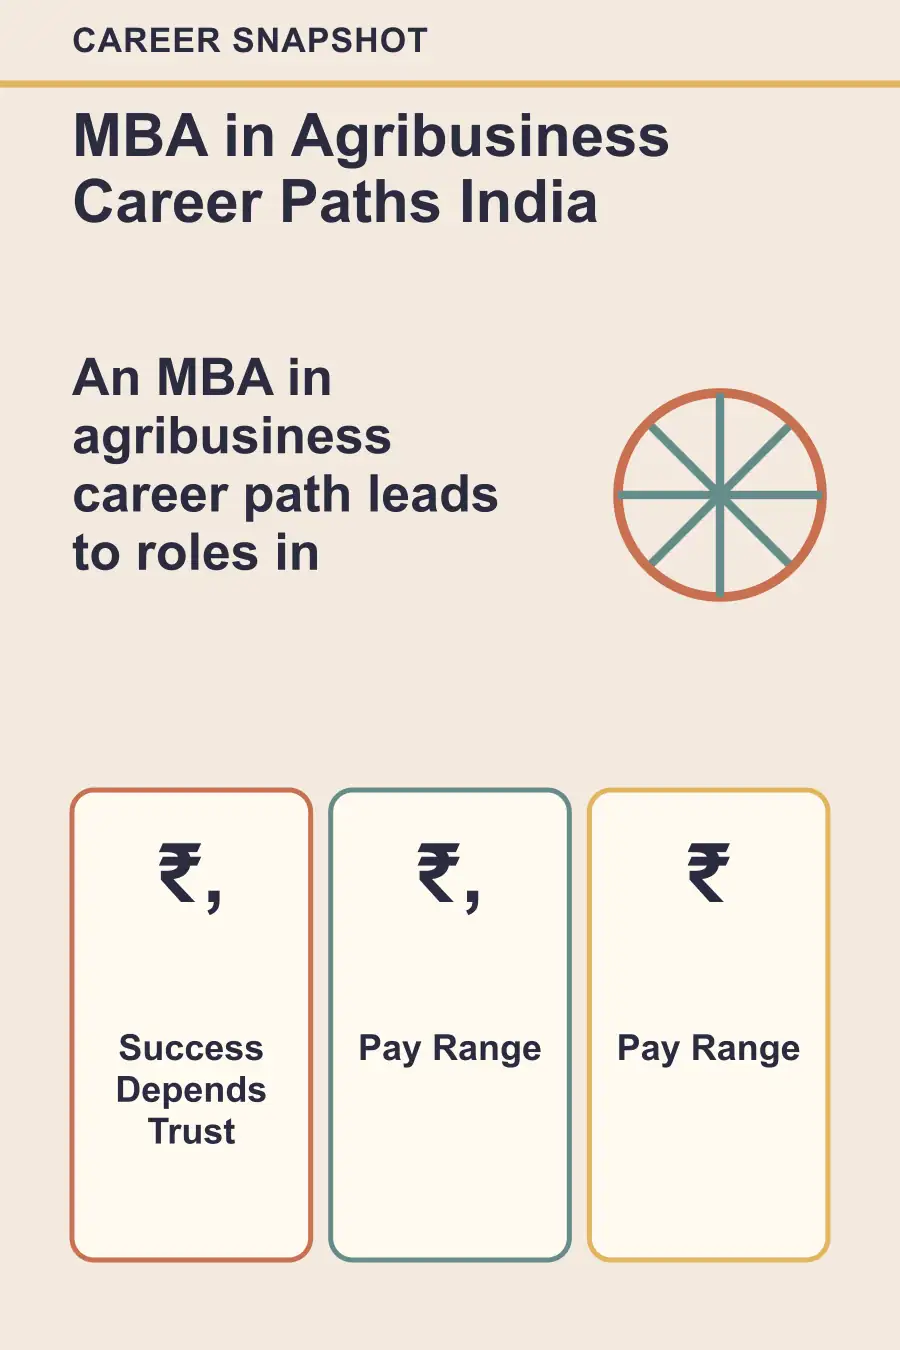 CAREER SNAPSHOT
MBA in Agribusiness
Career Paths India
An MBA in
agribusiness
career path leads
to roles in
₹,
Success
Depends
Trust
₹,
Pay Range
₹
Pay Range